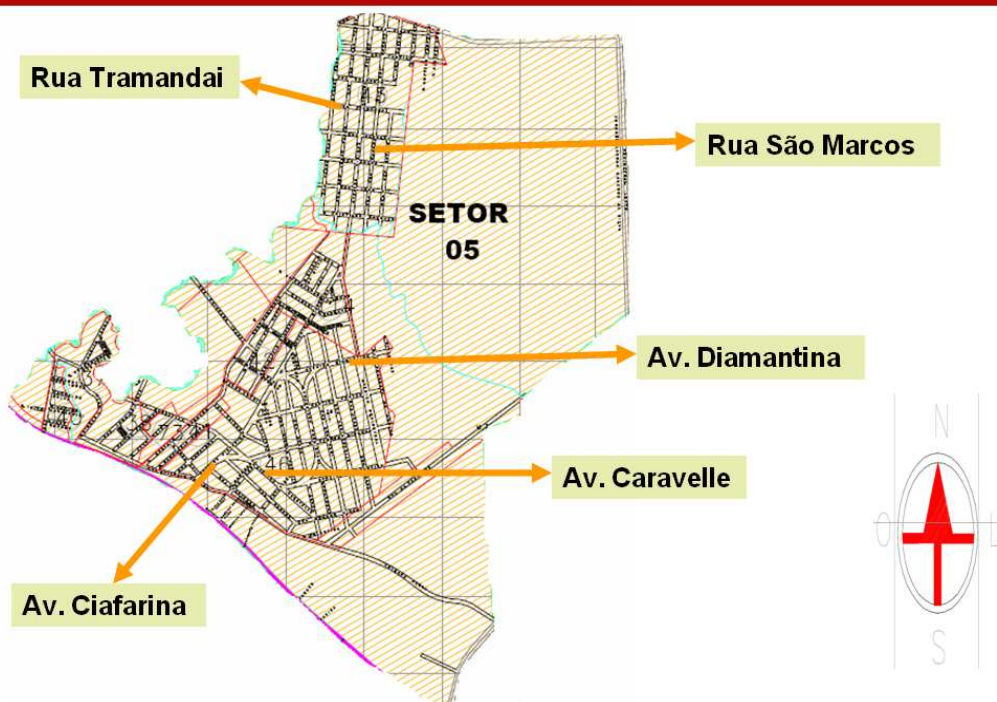 Rua Tramandai
Rua São Marcos
SETOR
05
Av. Diamantina
Av. Caravelle
Av. Ciafarina
N
O
L
S